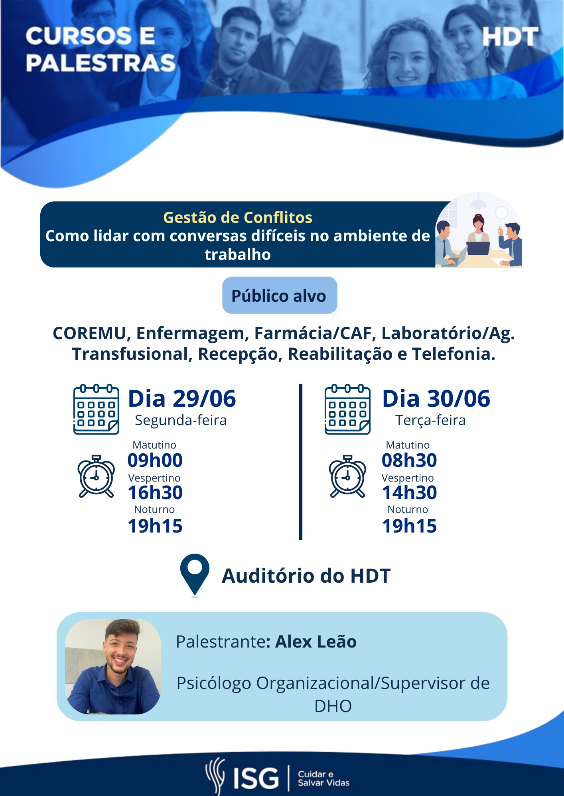 CURSOS E
PALESTRAS
HDT
Gestão de Conflitos
Como lidar com conversas difíceis no ambiente de
trabalho
Público alvo
COREMU, Enfermagem, Farmácia/CAF, Laboratório/Ag.
Transfusional, Recepção, Reabilitação e Telefonia.
Dia 29/06
Segunda-feira
Matutino
09h00
Vespertino
16h30
Noturno
19h15
Dia 30/06
Terça-feira
Matutino
08h30
Vespertino
14h30
Noturno
19h15
Auditório do HDT
Palestrante: Alex Leão
Psicólogo Organizacional/Supervisor de
DHO
ISG
Cuidar e
Salvar Vidas